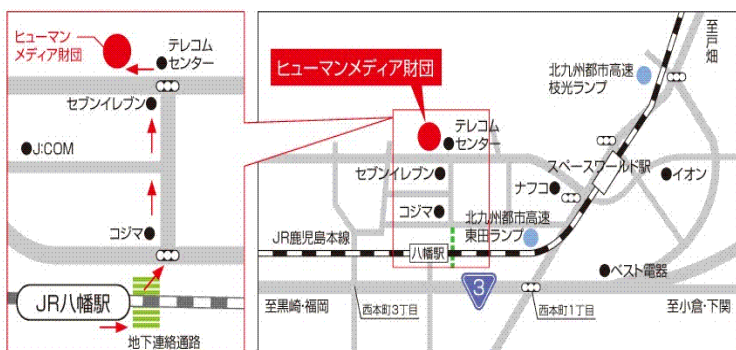 ヒューマン
メディア財団
テレコム
センター
セブンイレブン
J:COM
コジマ
JR八幡駅
地下連絡通路
ヒューマンメディア財団
テレコム
センター
セブンイレブン
コジマ
JR鹿児島本線
八幡駅
北九州都市高速
東田ランプ
ナフコ
スペースワールド駅
イオン
北九州都市高速
枝光ランプ
至戸畑
ベスト電器
3
至黒崎・福岡
西本町3丁目
西本町1丁目
至小倉・下関